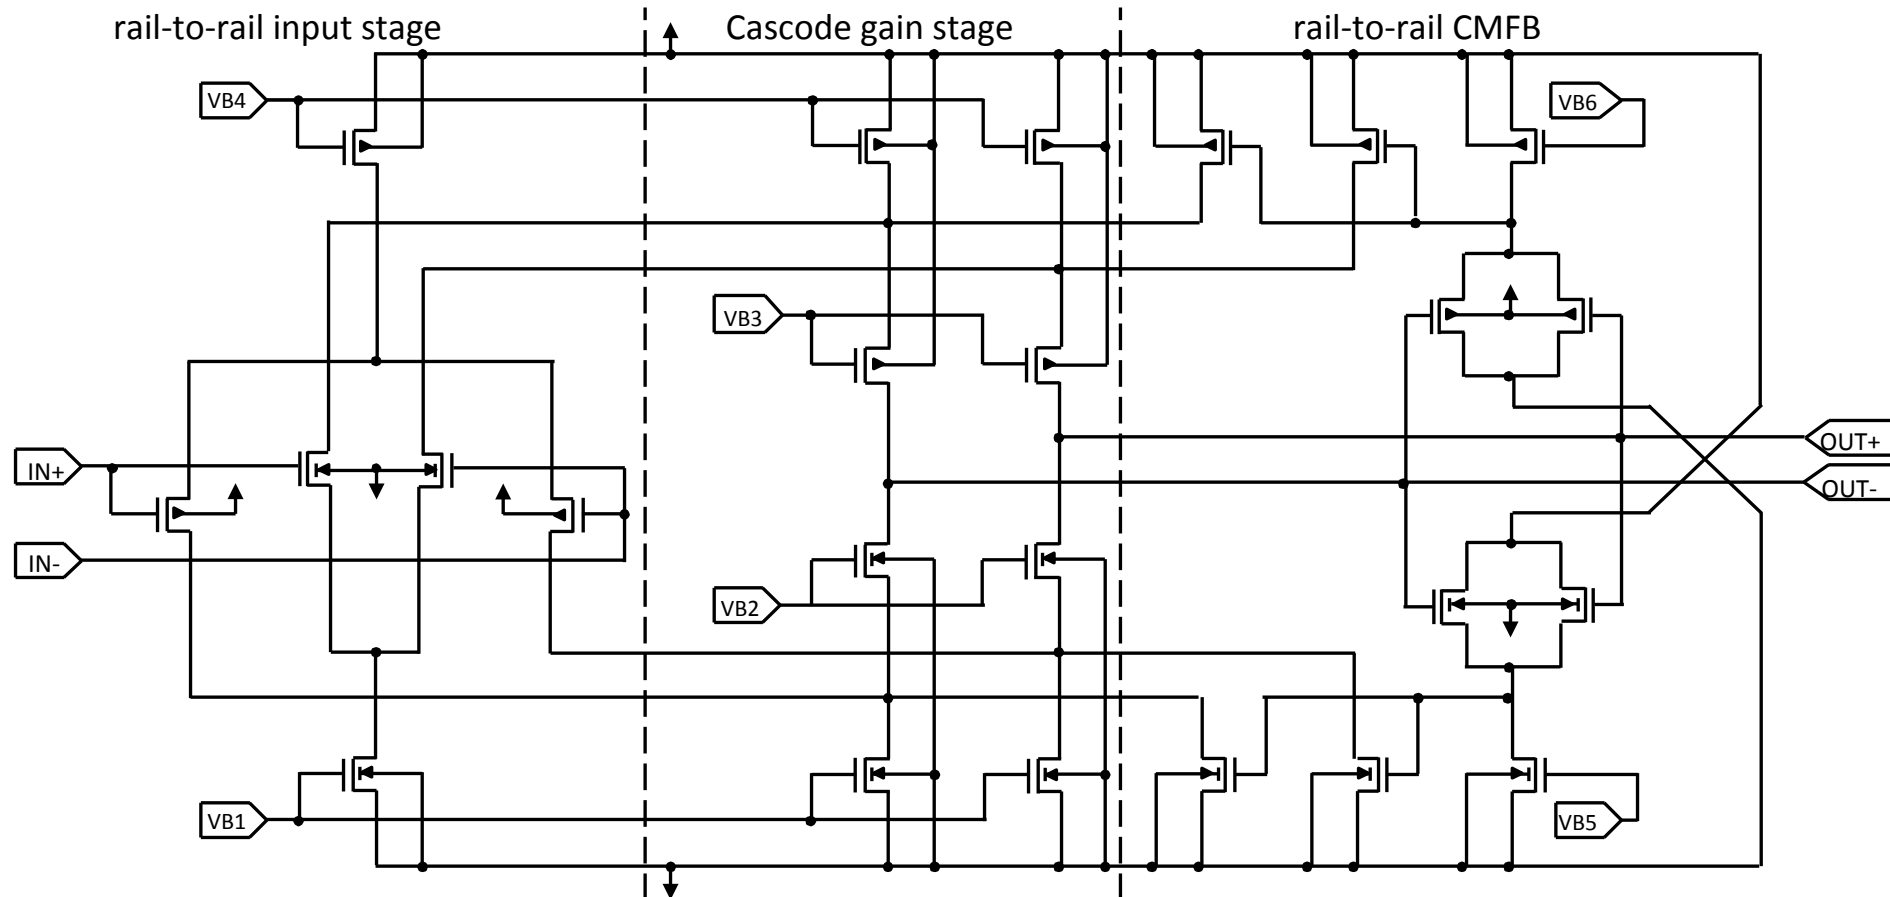 rail-to-rail input stage
Cascode gain stage
rail-to-rail CMFB
VB4
VB6
VB3
OUT+
IN+
OUT-
IN-
VB2
VB1
VB5